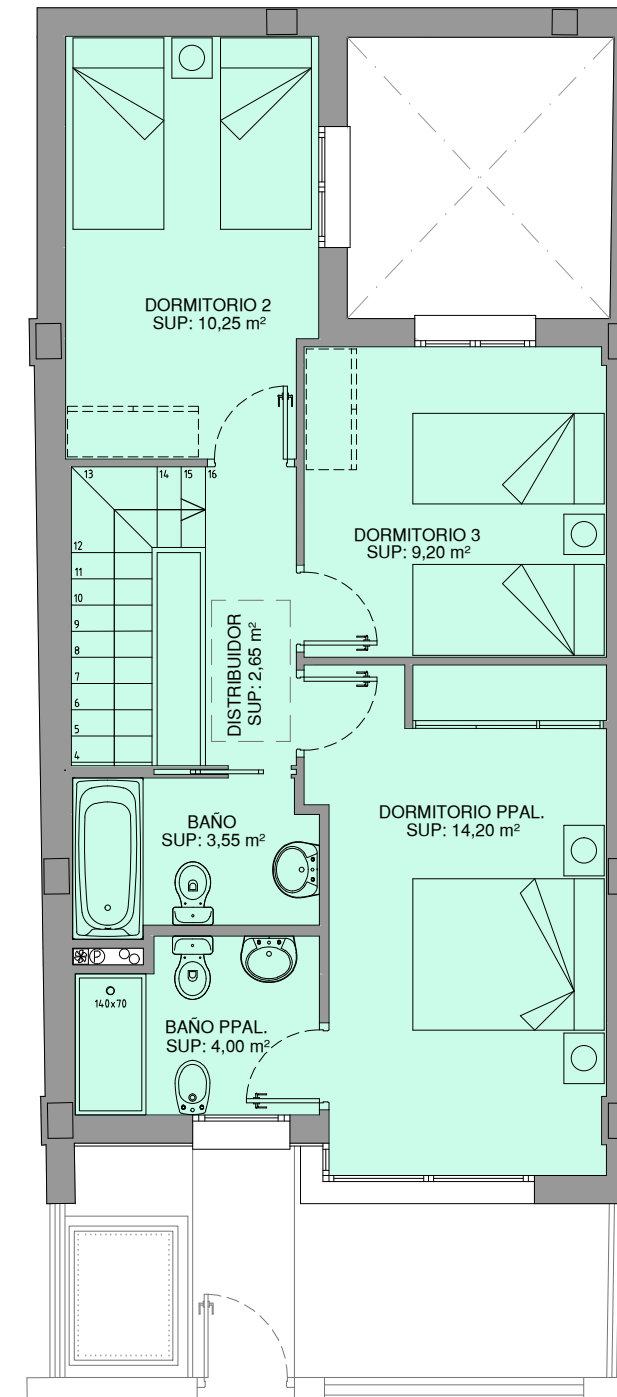 DORMITORIO 2
SUP: 10,25 m²
13
14
15
16
12
11
10
9
8
7
6
5
4
DORMITORIO 3
SUP: 9,20 m²
DISTRIBUIDOR
SUP: 2,65 m²
DORMITORIO PPAL.
SUP: 14,20 m²
BAÑO
SUP: 3,55 m²
P
140x70
BAÑO PPAL.
SUP: 4,00 m²